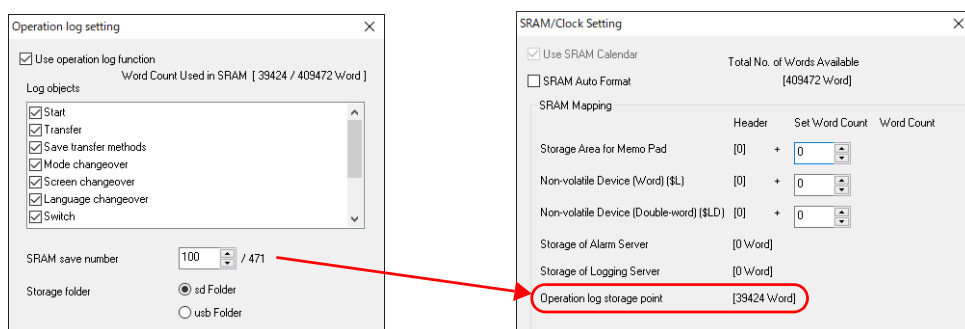 Operation log setting
Use operation log function
Word Count Used in SRAM [ 39424 / 409472 Word ]
Log objects
Start
Transfer
Save transfer methods
Mode changeover
Screen changeover
Language changeover
Switch
SRAM save number 100 / 471
Storage folder sd Folder
usb Folder
SRAM/Clock Setting
Use SRAM Calendar
Total No. of Words Available
SRAM Auto Format [409472 Word]
SRAM Mapping
Header Set Word Count Word Count
Storage Area for Memo Pad [0] + 0
Non-volatile Device (Word) ($L) [0] + 0
Non-volatile Device (Double-word) ($LD) [0] + 0
Storage of Alarm Server [0 Word]
Storage of Logging Server [0 Word]
Operation log storage point [39424 Word]